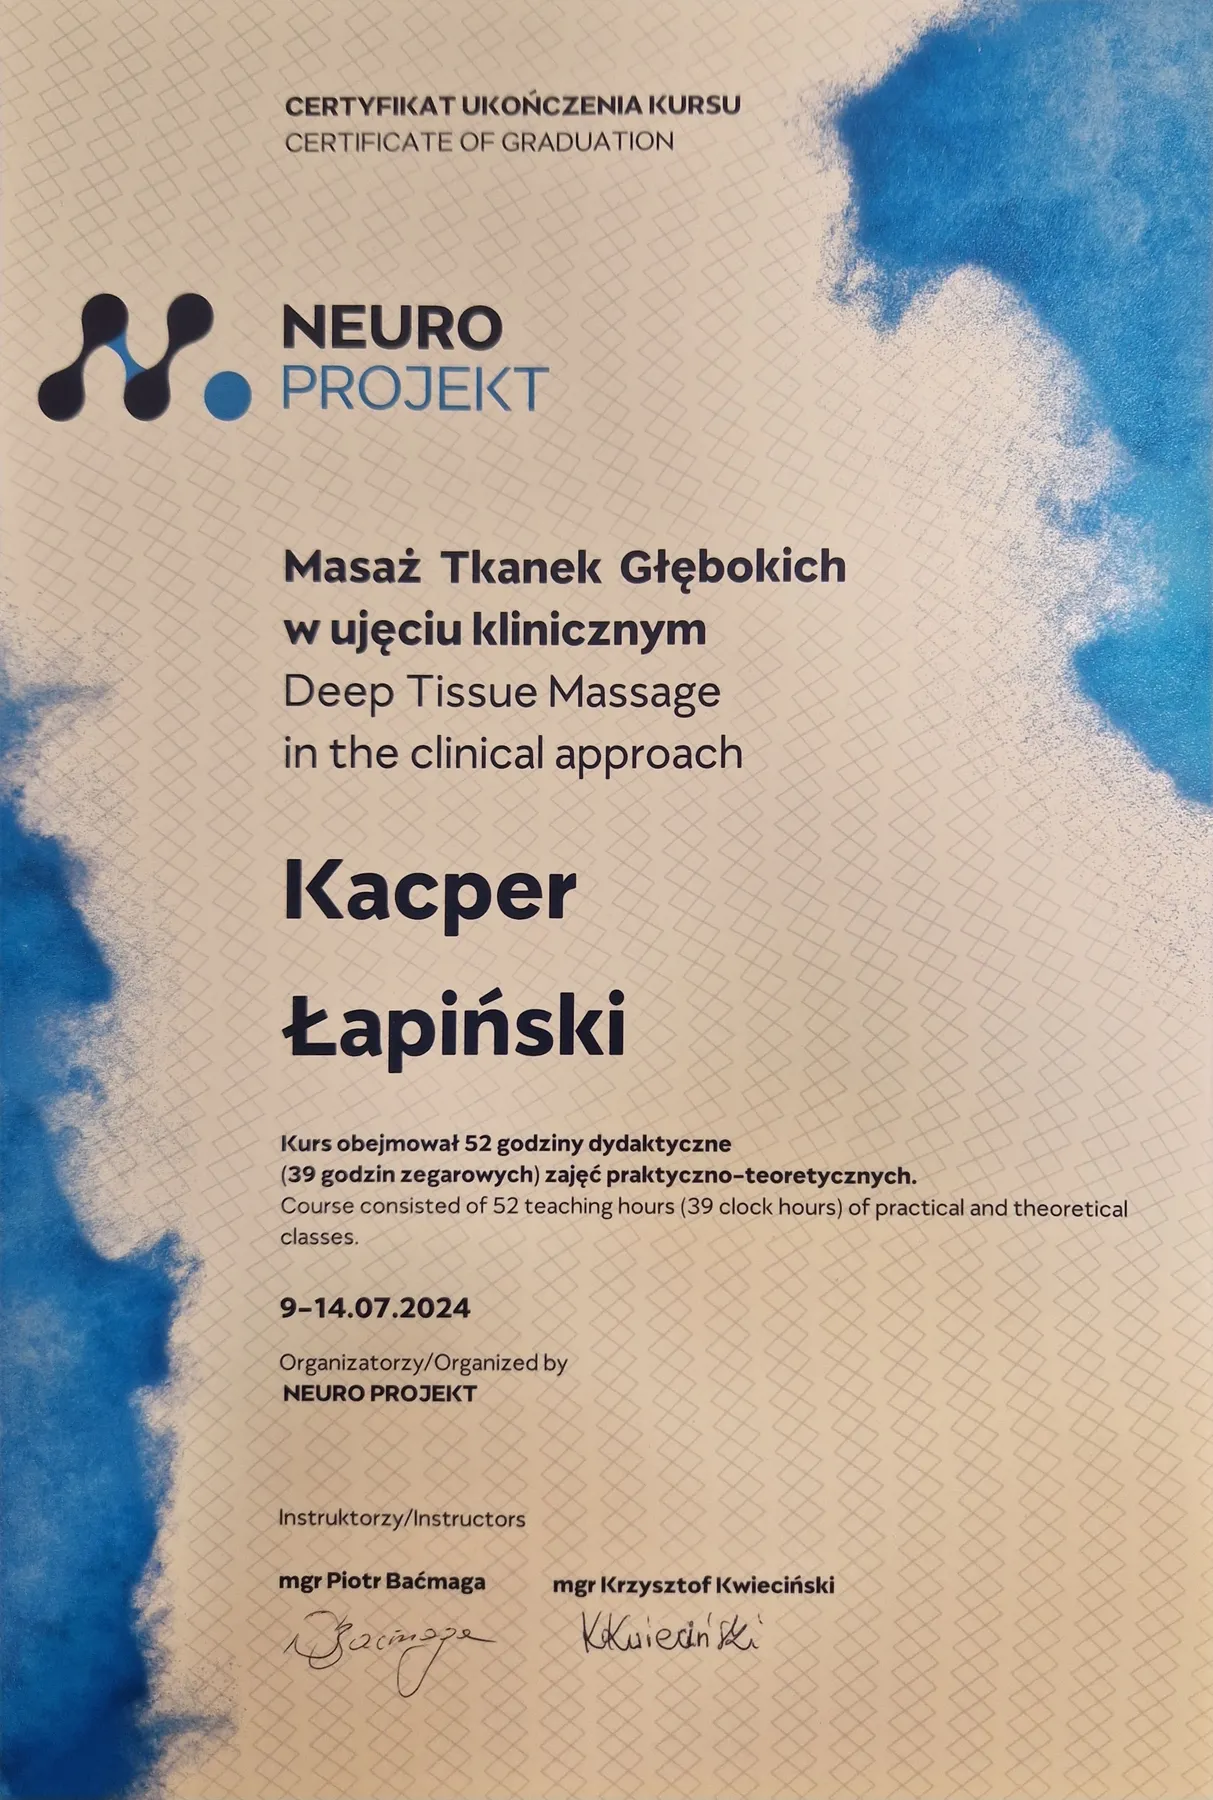 CERTYFIKAT UKOŃCZENIA KURSU
CERTIFICATE OF GRADUATION
NEURO
PROJEKT
Masaż Tkanek Głębokich
w ujęciu klinicznym
Deep Tissue Massage
in the clinical approach
Kacper
Łapiński
Kurs obejmował 52 godziny dydaktyczne
(39 godzin zegarowych) zajęć praktyczno-teoretycznych.
Course consisted of 52 teaching hours (39 clock hours) of practical and theoretical
classes.
9-14.07.2024
Organizatorzy/Organized by
NEURO PROJEKT
Instruktorzy/Instructors
mgr Piotr Baćmaga mgr Krzysztof Kwieciński
PBaćmaga KKwieciński